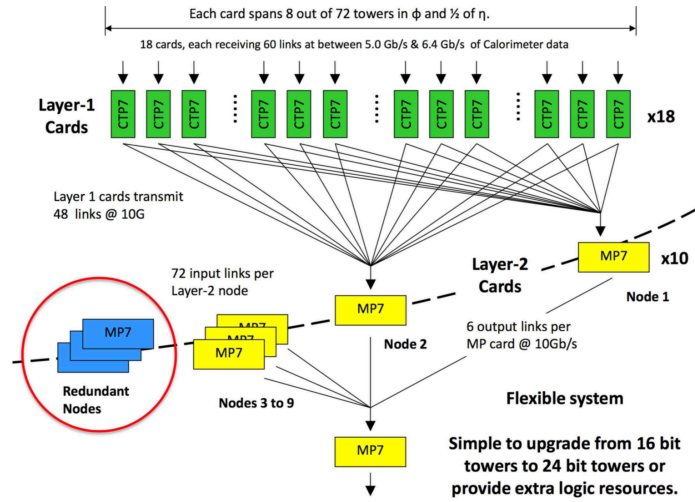 Each card spans 8 out of 72 towers in ϕ and ½ of η.
18 cards, each receiving 60 links at between 5.0 Gb/s & 6.4 Gb/s of Calorimeter data
Layer-1
Cards
CTP7
CTP7
CTP7
CTP7
CTP7
CTP7
CTP7
CTP7
CTP7
CTP7
CTP7
CTP7
x18
Layer 1 cards transmit
48 links @ 10G
72 input links per
Layer-2 node
Layer-2
Cards
MP7
x10
Node 1
MP7
Node 2
MP7
MP7
Nodes 3 to 9
MP7
MP7
Redundant
Nodes
6 output links per
MP card @ 10Gb/s
Flexible system
MP7
Simple to upgrade from 16 bit
towers to 24 bit towers or
provide extra logic resources.